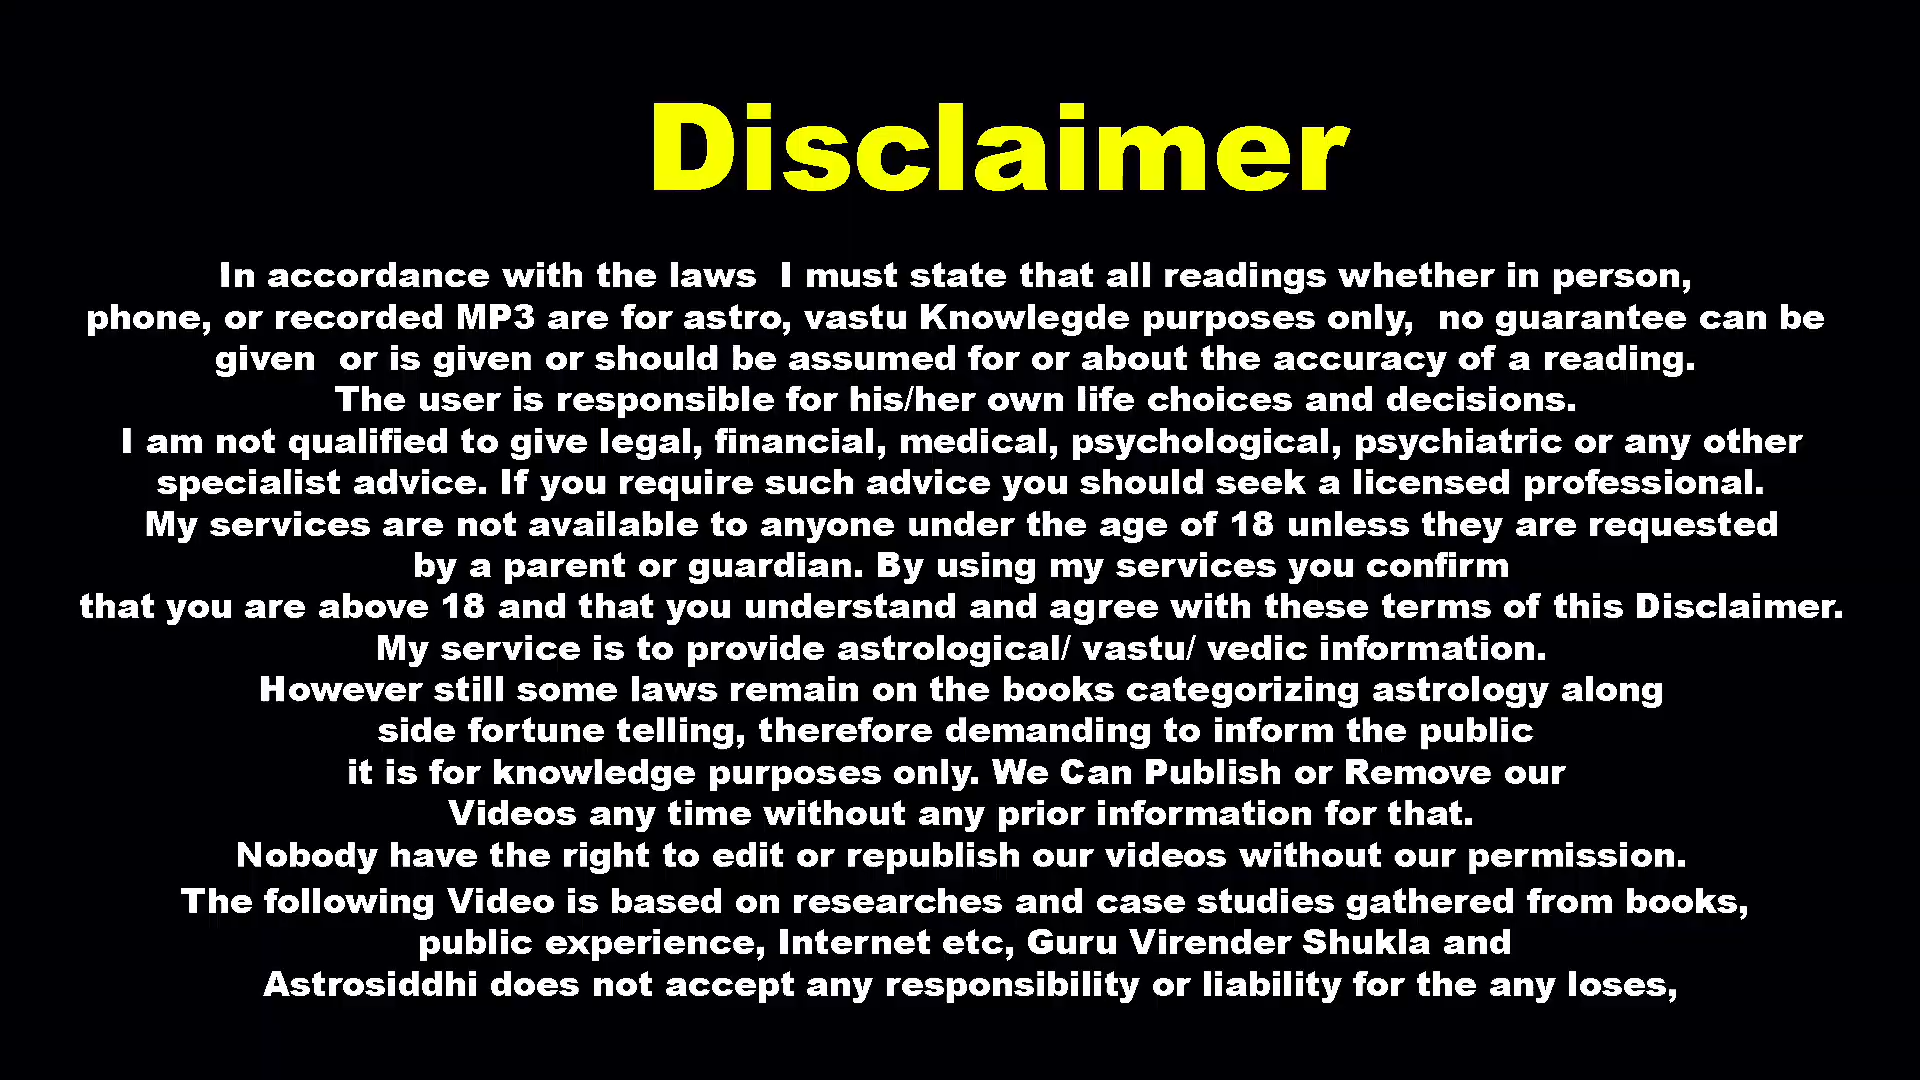 Disclaimer
In accordance with the laws  I must state that all readings whether in person,
phone, or recorded MP3 are for astro, vastu Knowlegde purposes only,  no guarantee can be
given  or is given or should be assumed for or about the accuracy of a reading.
The user is responsible for his/her own life choices and decisions.
I am not qualified to give legal, financial, medical, psychological, psychiatric or any other
specialist advice. If you require such advice you should seek a licensed professional.
My services are not available to anyone under the age of 18 unless they are requested
by a parent or guardian. By using my services you confirm
that you are above 18 and that you understand and agree with these terms of this Disclaimer.
My service is to provide astrological/ vastu/ vedic information.
However still some laws remain on the books categorizing astrology along
side fortune telling, therefore demanding to inform the public
it is for knowledge purposes only. We Can Publish or Remove our
Videos any time without any prior information for that.
Nobody have the right to edit or republish our videos without our permission.
The following Video is based on researches and case studies gathered from books,
public experience, Internet etc, Guru Virender Shukla and
Astrosiddhi does not accept any responsibility or liability for the any loses,